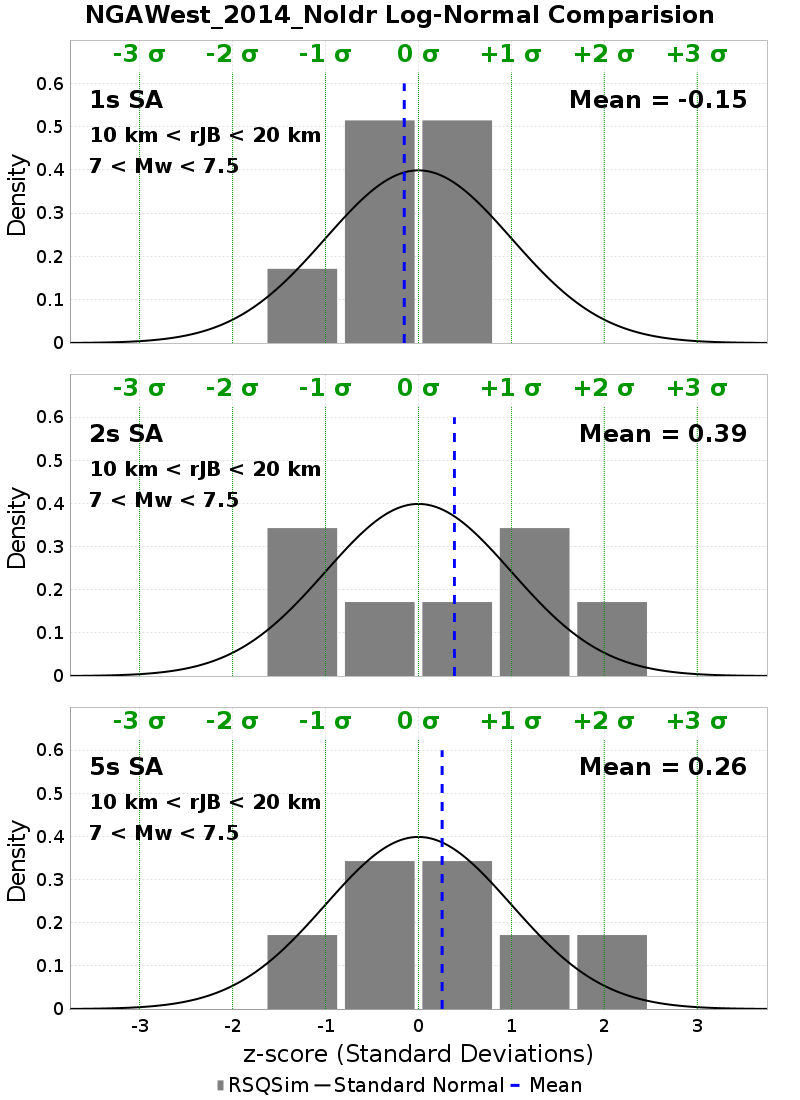 NGAWest_2014_NoIdr Log-Normal Comparision
-3 σ -2 σ -1 σ 0 σ +1 σ +2 σ +3 σ
0.6
1s SA Mean = -0.15
0.5
10 km < rJB < 20 km
7 < Mw < 7.5
0.4
Density
0.3
0.2
0.1
0
-3 σ -2 σ -1 σ 0 σ +1 σ +2 σ +3 σ
0.6
2s SA Mean = 0.39
0.5
10 km < rJB < 20 km
7 < Mw < 7.5
0.4
Density
0.3
0.2
0.1
0
-3 σ -2 σ -1 σ 0 σ +1 σ +2 σ +3 σ
0.6
5s SA Mean = 0.26
0.5
10 km < rJB < 20 km
7 < Mw < 7.5
0.4
Density
0.3
0.2
0.1
0
-3 -2 -1 0 1 2 3
z-score (Standard Deviations)
RSQSim Standard Normal Mean